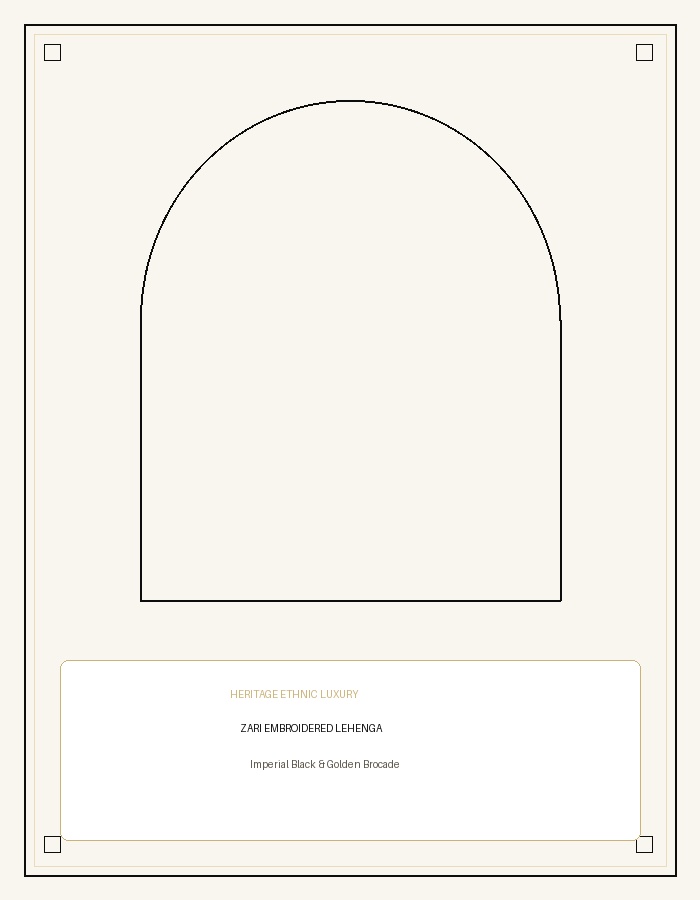 HERITAGE ETHNIC LUXURY
ZARI EMBROIDERED LEHENGA
Imperial Black & Golden Brocade